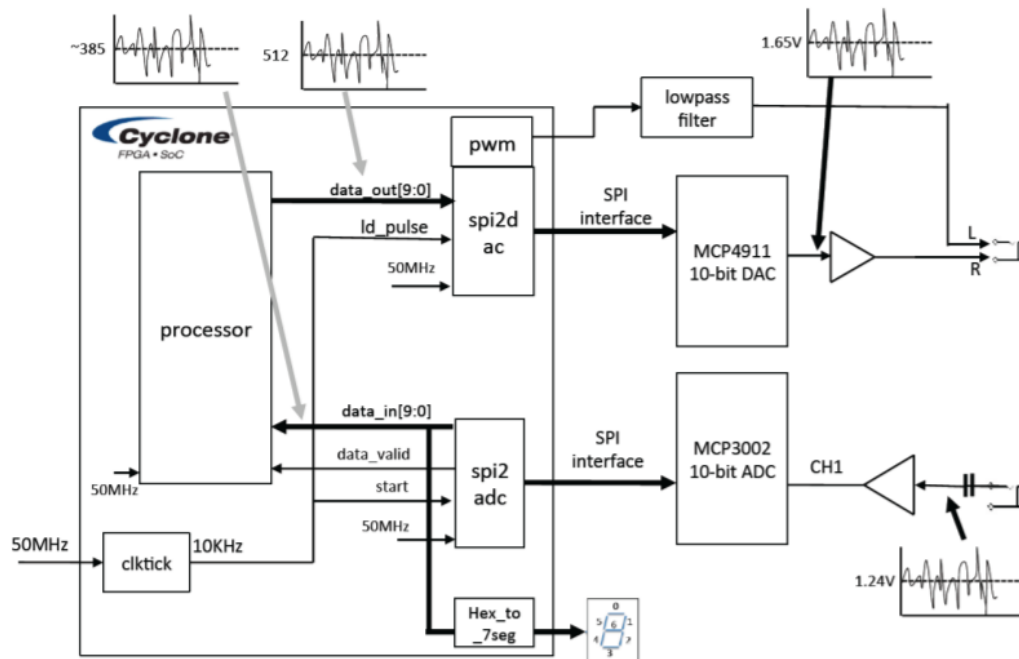 ~385
512
1.65V
Cyclone
FPGA • SoC
pwm
lowpass
filter
data_out[9:0]
ld_pulse
50MHz
spi2d
ac
SPI
interface
MCP4911
10-bit DAC
L
R
processor
50MHz
data_in[9:0]
data_valid
start
50MHz
spi2
adc
SPI
interface
MCP3002
10-bit ADC
CH1
50MHz
clktick
10KHz
1.24V
Hex_to
_7seg
0
5 6 1
4 2
3